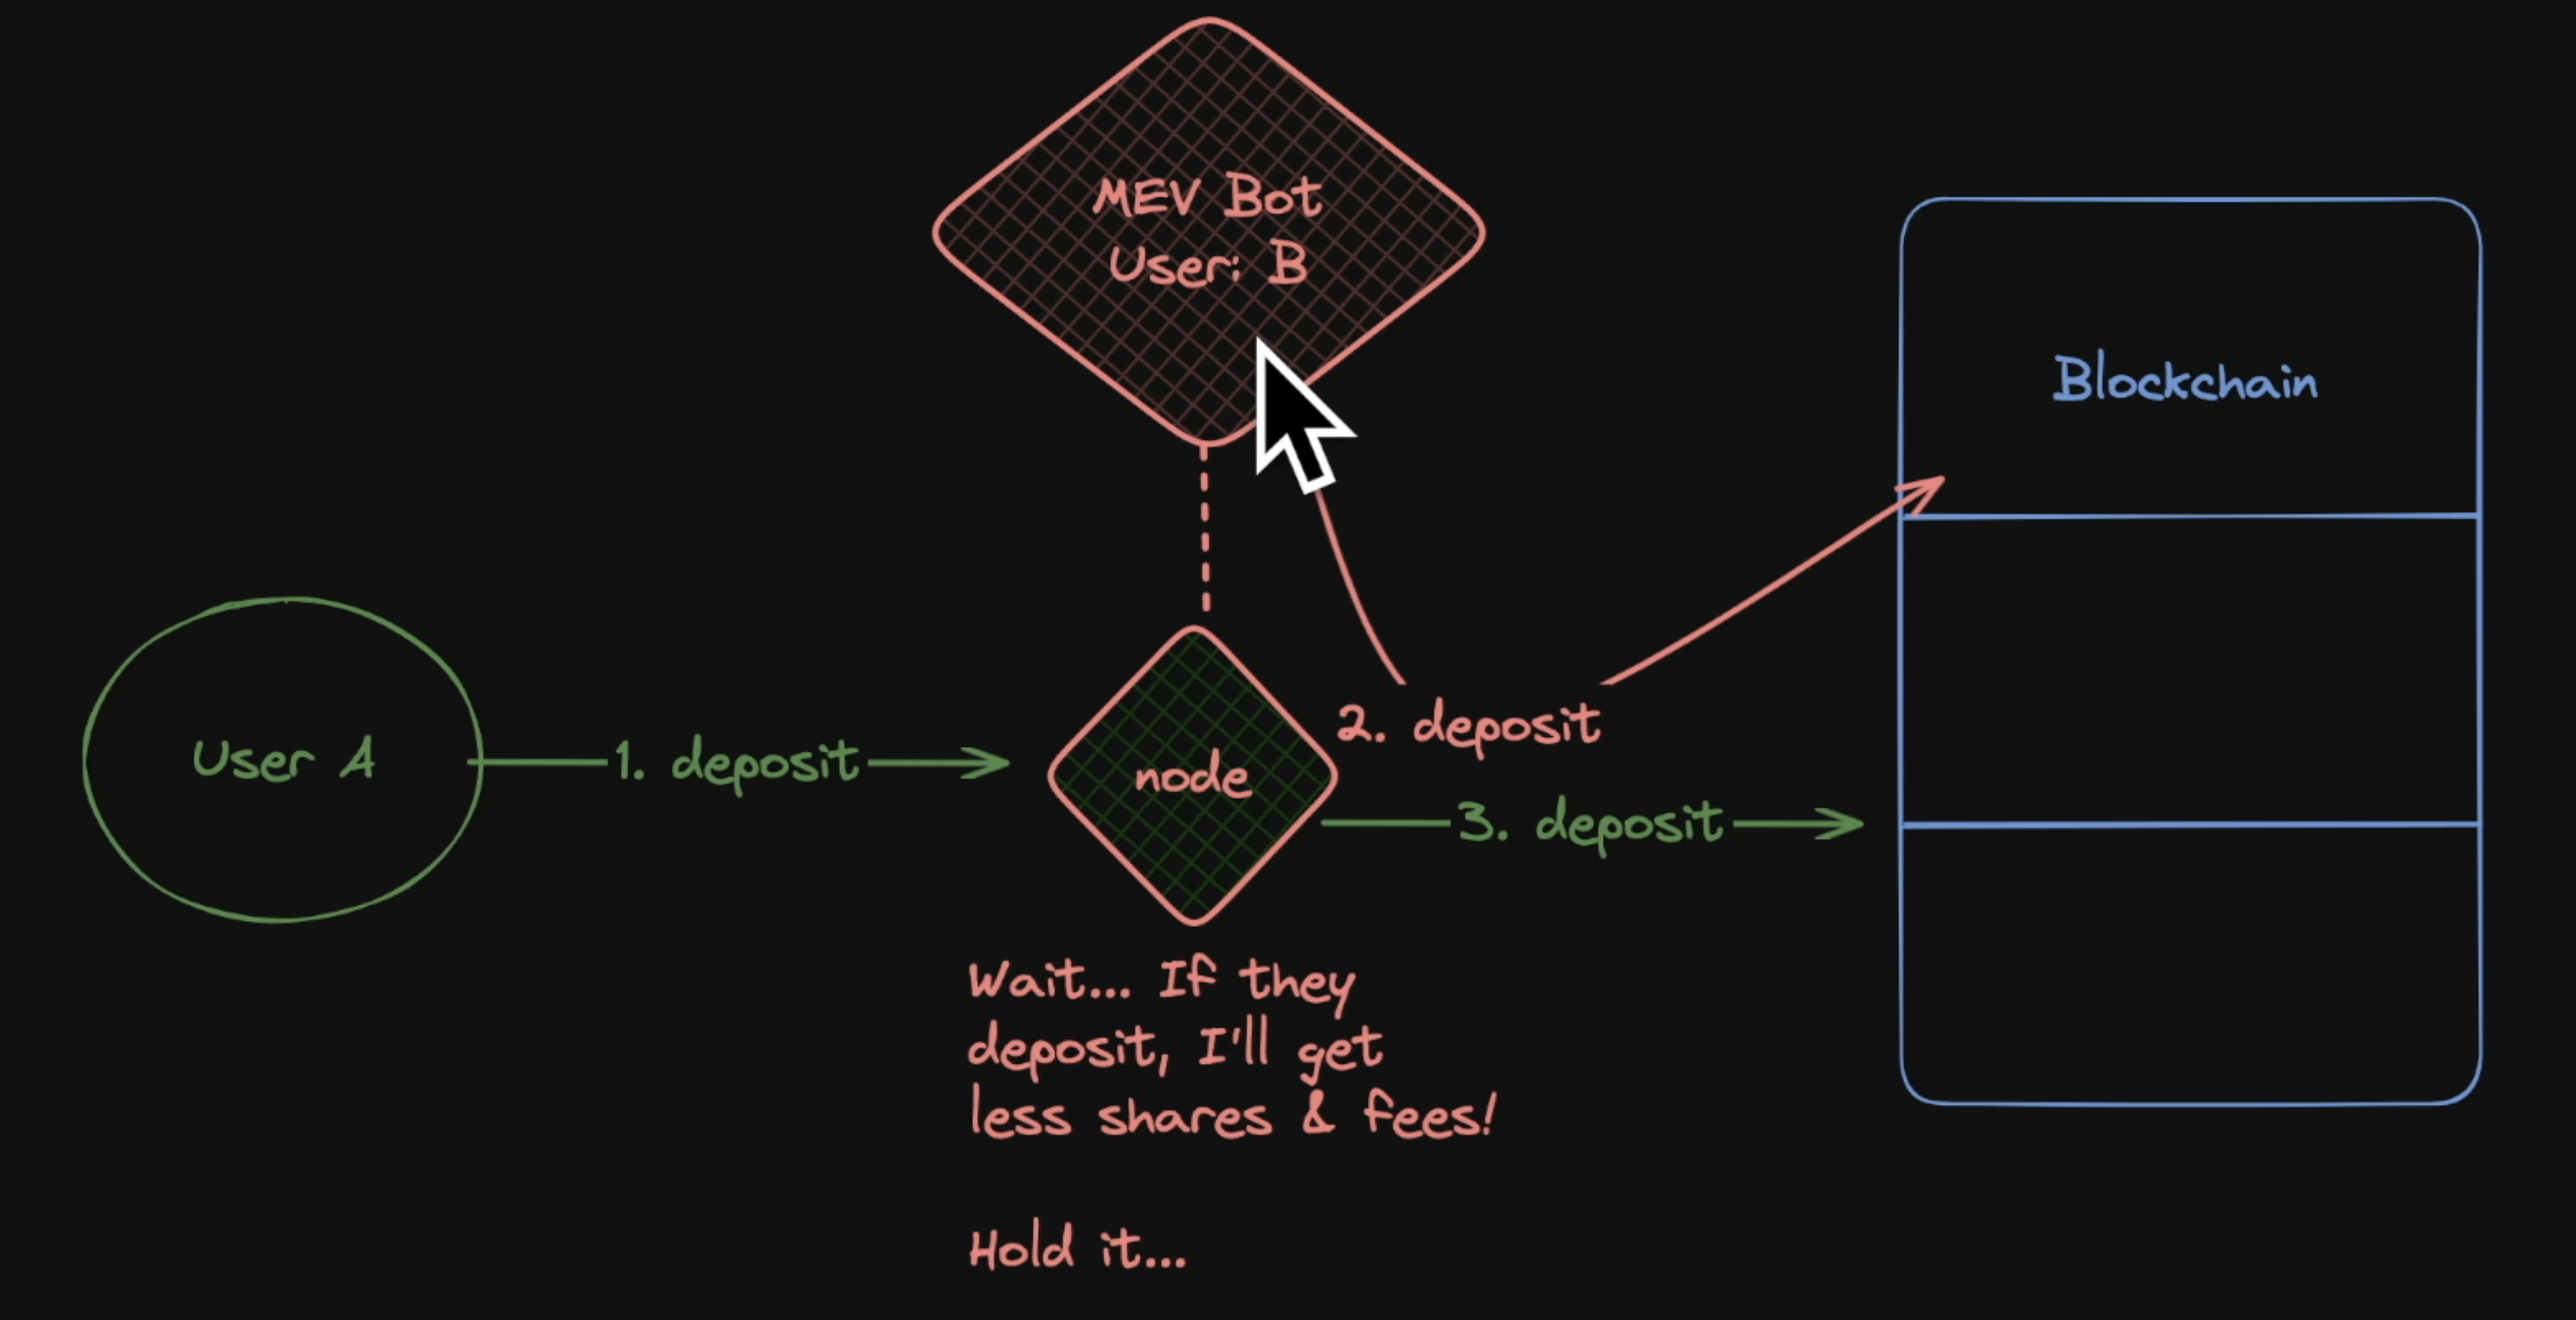 MEV Bot
User: B
Blockchain
User A
1. deposit
node
2. deposit
3. deposit
Wait... If they
deposit, I'll get
less shares & fees!
Hold it...